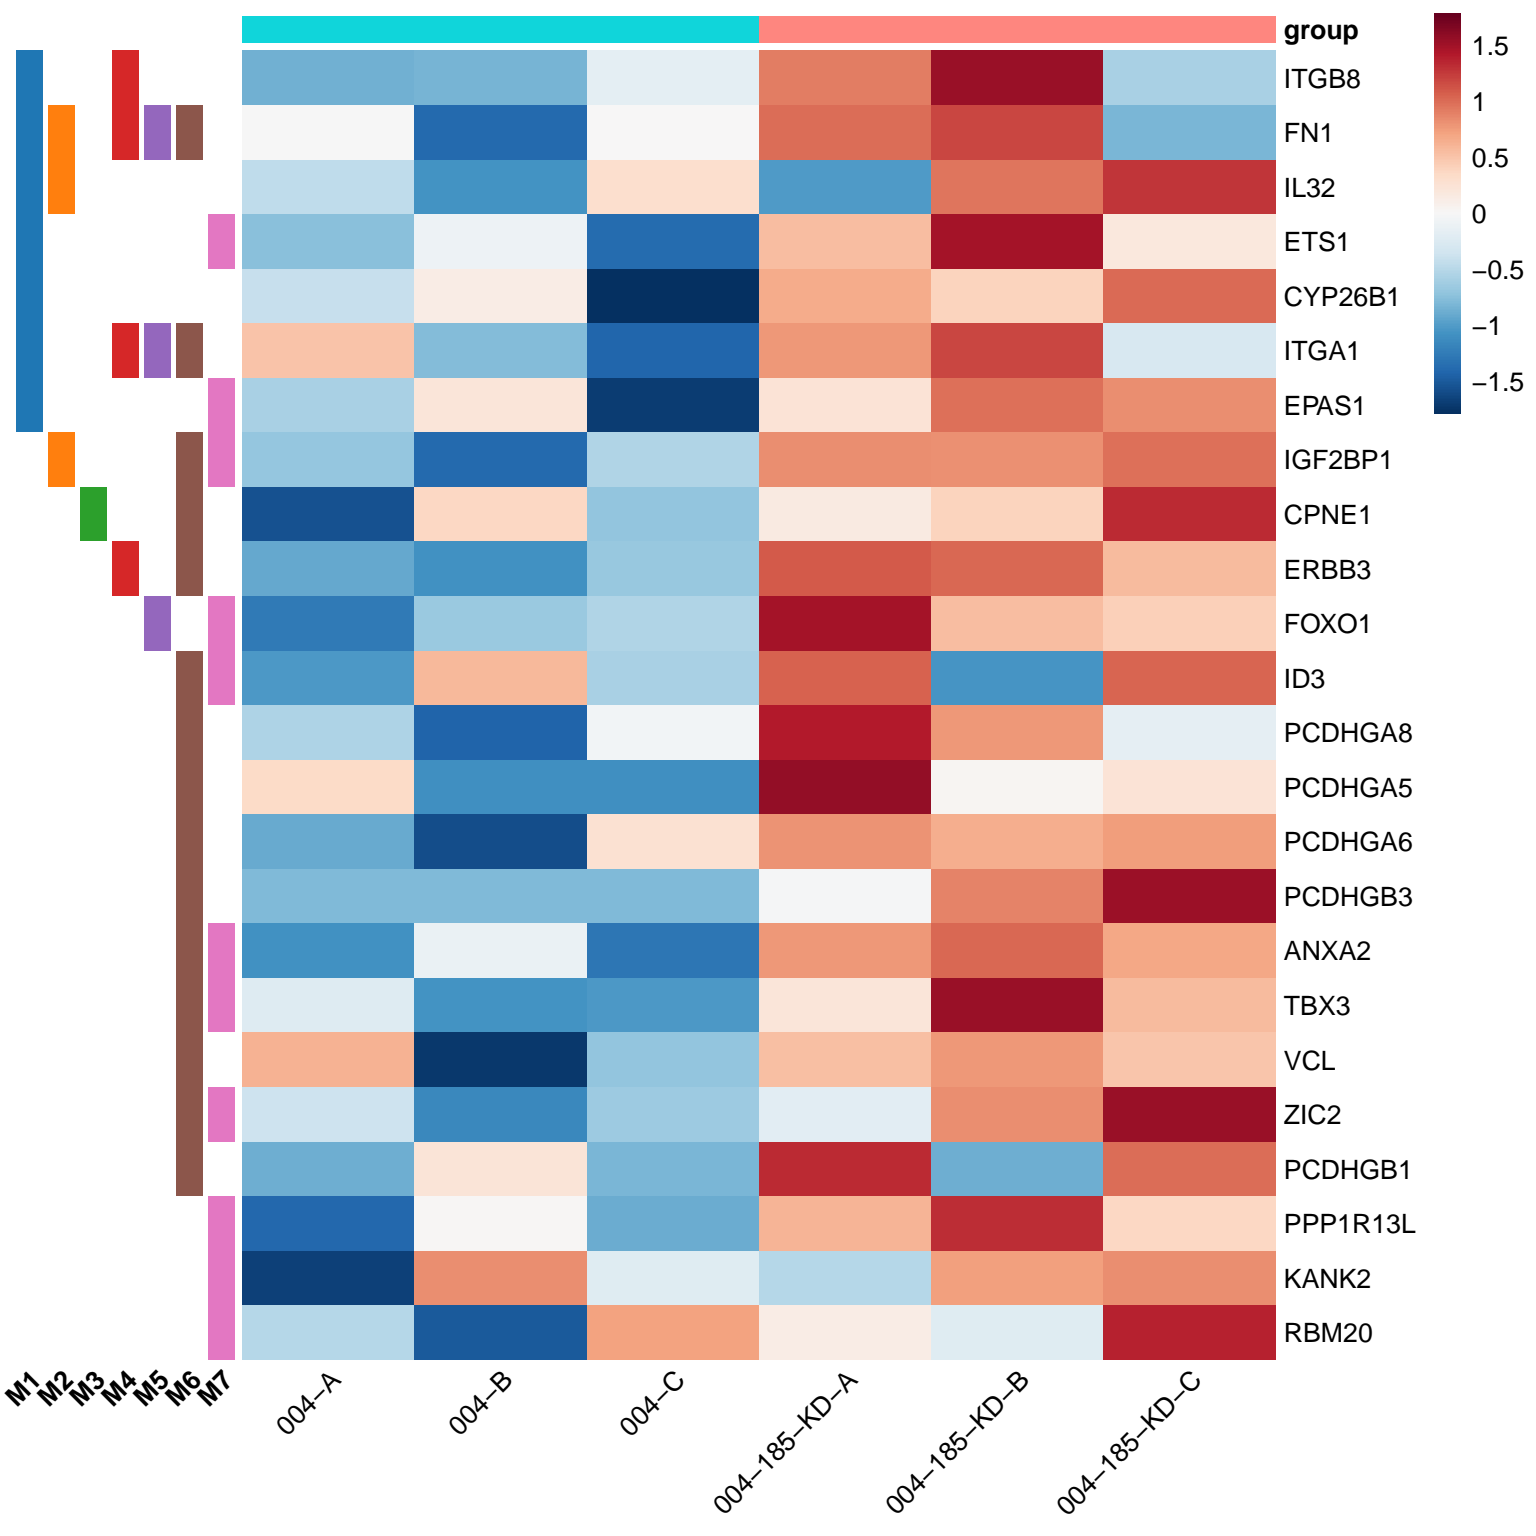 group
1.5
1
0.5
0
−0.5
−1
−1.5
ITGB8
FN1
IL32
ETS1
CYP26B1
ITGA1
EPAS1
IGF2BP1
CPNE1
ERBB3
FOXO1
ID3
PCDHGA8
PCDHGA5
PCDHGA6
PCDHGB3
ANXA2
TBX3
VCL
ZIC2
PCDHGB1
PPP1R13L
KANK2
RBM20
M1
M2
M3
M4
M5
M6
M7
004−A
004−B
004−C
004−185−KD−A
004−185−KD−B
004−185−KD−C